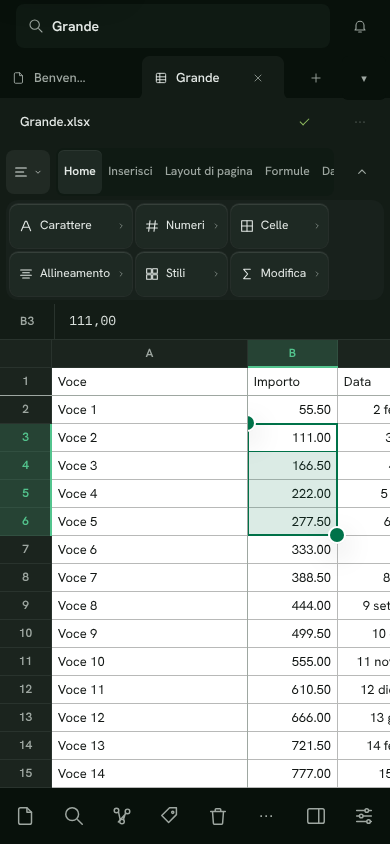 Grande
Benven...
Grande
Grande.xlsx
Home Inserisci Layout di pagina Formule Da
Carattere Numeri Celle
Allineamento Stili Modifica
B3 111,00
A B
1 Voce Importo Data
2 Voce 1 55.50 2 f
3 Voce 2 111.00 3
4 Voce 3 166.50
5 Voce 4 222.00 5
6 Voce 5 277.50 6
7 Voce 6 333.00
8 Voce 7 388.50 8
9 Voce 8 444.00 9 set
10 Voce 9 499.50 10
11 Voce 10 555.00 11 no
12 Voce 11 610.50 12 di
13 Voce 12 666.00 13 g
14 Voce 13 721.50 14 f
15 Voce 14 777.00 15